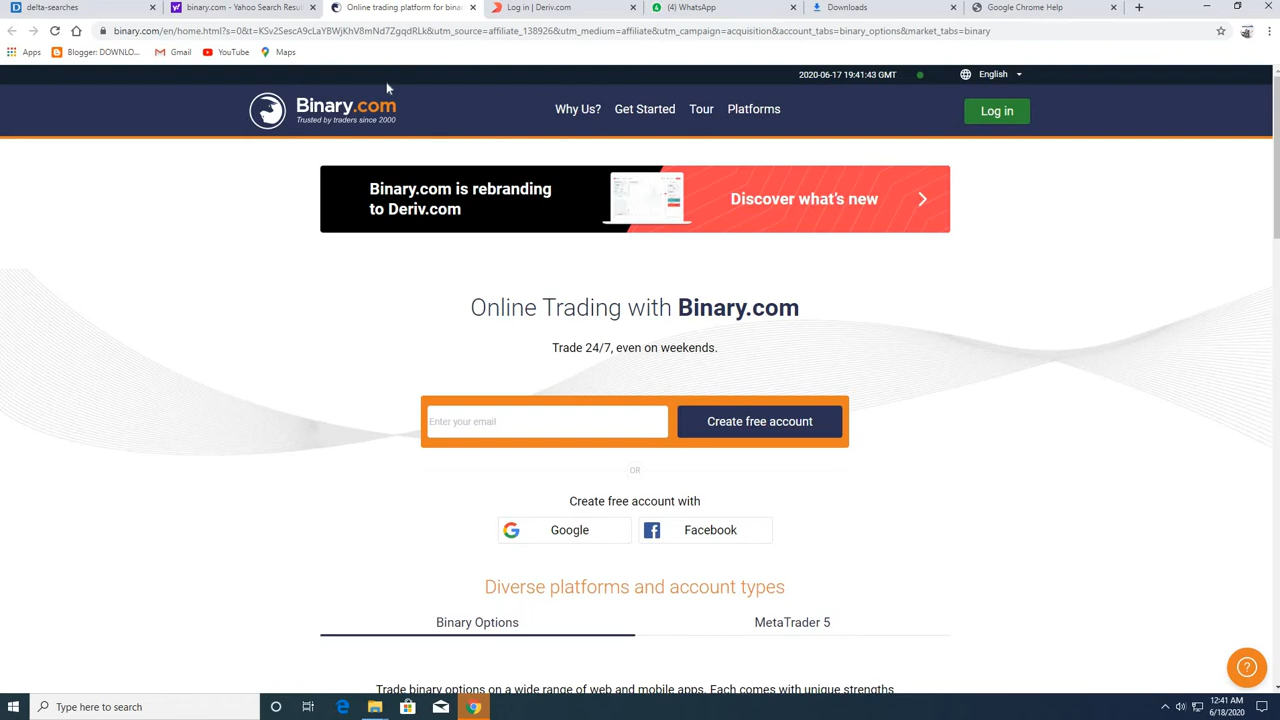 delta-searches
binary.com - Yahoo Search Resul
Online trading platform for binar
Log in | Deriv.com
(4) WhatsApp
Downloads
Google Chrome Help
binary.com/en/home.html?s=0&t=KSv2SescA9cLaYBWjKhV8mNd7ZgqdRLk&utm_source=affiliate_138926&utm_medium=affiliate&utm_campaign=acquisition&account_tabs=binary_options&market_tabs=binary
Apps
Blogger: DOWNLO...
Gmail
YouTube
Maps
2020-06-17 19:41:43 GMT
English
Binary.com
Trusted by traders since 2000
Why Us?
Get Started
Tour
Platforms
Log in
Binary.com is rebranding
to Deriv.com
Discover what's new
Online Trading with Binary.com
Trade 24/7, even on weekends.
Enter your email
Create free account
OR
Create free account with
Google
Facebook
Diverse platforms and account types
Binary Options
MetaTrader 5
Trade binary options on a wide range of web and mobile apps. Each comes with unique strengths
Type here to search
12:41 AM
6/18/2020